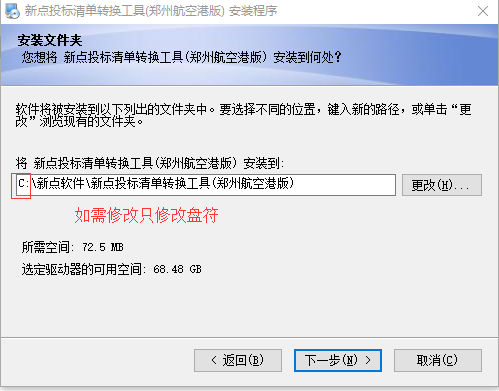 新点投标清单转换工具(郑州航空港版) 安装程序
安装文件夹
您想将 新点投标清单转换工具(郑州航空港版) 安装到何处?
软件将被安装到以下列出的文件夹中。要选择不同的位置，键入新的路径，或单击“更
改”浏览现有的文件夹。
将 新点投标清单转换工具(郑州航空港版) 安装到:
C:\新点软件\新点投标清单转换工具(郑州航空港版)
更改(H)...
如需修改只修改盘符
所需空间: 72.5 MB
选定驱动器的可用空间: 68.48 GB
< 返回(B)
下一步(N) >
取消(C)